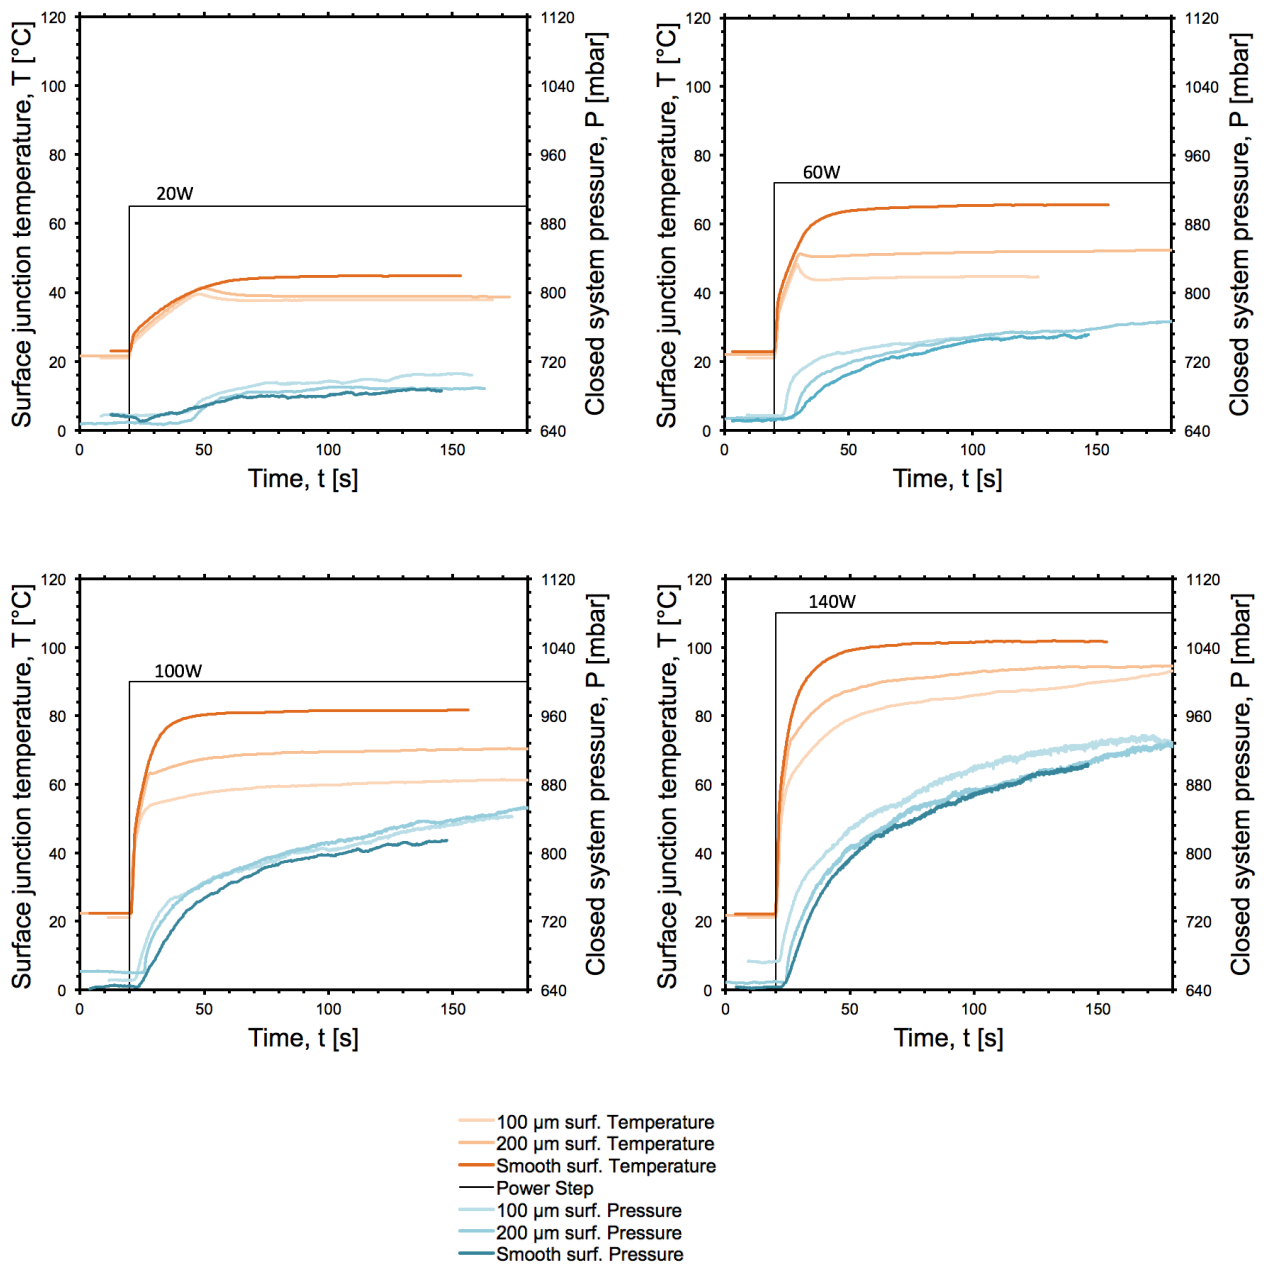 Surface junction temperature, T [°C]
120
100
80
60
40
20
0
20W
1120
1040
960
880
800
720
640
Closed system pressure, P [mbar]
0 50 100 150
Time, t [s]
Surface junction temperature, T [°C]
120
100
80
60
40
20
0
60W
1120
1040
960
880
800
720
640
Closed system pressure, P [mbar]
0 50 100 150
Time, t [s]
Surface junction temperature, T [°C]
120
100
80
60
40
20
0
100W
1120
1040
960
880
800
720
640
Closed system pressure, P [mbar]
0 50 100 150
Time, t [s]
Surface junction temperature, T [°C]
120
100
80
60
40
20
0
140W
1120
1040
960
880
800
720
640
Closed system pressure, P [mbar]
0 50 100 150
Time, t [s]
100 µm surf. Temperature
200 µm surf. Temperature
Smooth surf. Temperature
Power Step
100 µm surf. Pressure
200 µm surf. Pressure
Smooth surf. Pressure